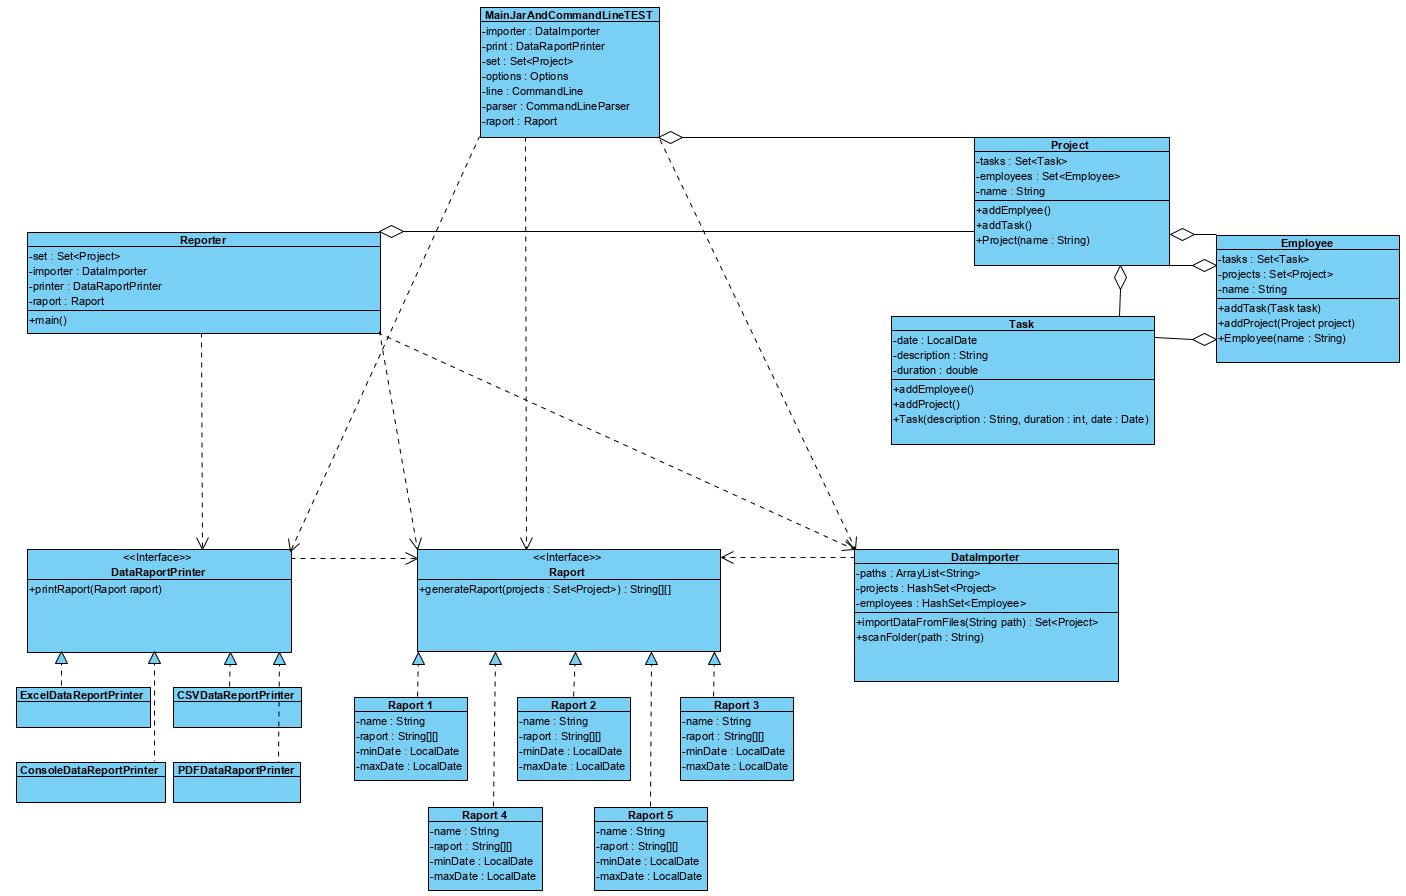 MainJarAndCommandLineTEST
-importer : DataImporter
-print : DataRaportPrinter
-set : Set<Project>
-options : Options
-line : CommandLine
-parser : CommandLineParser
-raport : Raport
Project
-tasks : Set<Task>
-employees : Set<Employee>
-name : String
+addEmplyee()
+addTask()
+Project(name : String)
Reporter
-set : Set<Project>
-importer : DataImporter
-printer : DataRaportPrinter
-raport : Raport
+main()
Employee
-tasks : Set<Task>
-projects : Set<Project>
-name : String
+addTask(Task task)
+addProject(Project project)
+Employee(name : String)
Task
-date : LocalDate
-description : String
-duration : double
+addEmployee()
+addProject()
+Task(description : String, duration : int, date : Date)
<<Interface>>
DataRaportPrinter
+printRaport(Raport raport)
<<Interface>>
Raport
+generateRaport(projects : Set<Project>) : String[][]
DataImporter
-paths : ArrayList<String>
-projects : HashSet<Project>
-employees : HashSet<Employee>
+importDataFromFiles(String path) : Set<Project>
+scanFolder(path : String)
ExcelDataReportPrinter
CSVDataReportPrinter
ConsoleDataReportPrinter
PDFDataRaportPrinter
Raport 1
-name : String
-raport : String[][]
-minDate : LocalDate
-maxDate : LocalDate
Raport 2
-name : String
-raport : String[][]
-minDate : LocalDate
-maxDate : LocalDate
Raport 3
-name : String
-raport : String[][]
-minDate : LocalDate
-maxDate : LocalDate
Raport 4
-name : String
-raport : String[][]
-minDate : LocalDate
-maxDate : LocalDate
Raport 5
-name : String
-raport : String[][]
-minDate : LocalDate
-maxDate : LocalDate